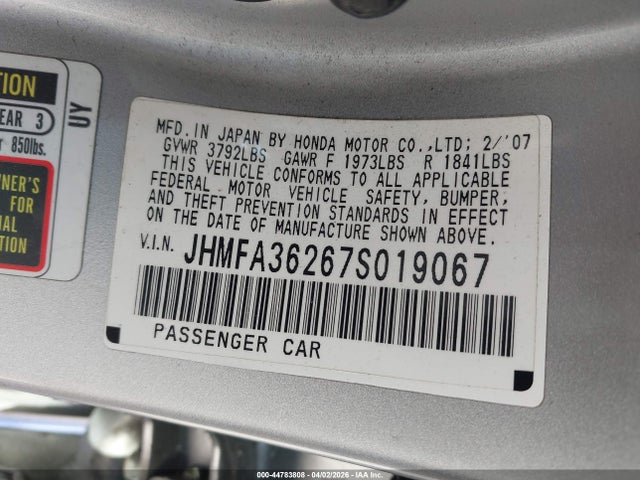 TION
EAR 3
850lbs.
UY
NER'S
FOR
IAL
TION
MFD.IN JAPAN BY HONDA MOTOR CO.,LTD; 2/'07
GVWR 3792LBS GAWR F 1973LBS R 1841LBS
THIS VEHICLE CONFORMS TO ALL APPLICABLE
FEDERAL MOTOR VEHICLE SAFETY, BUMPER,
AND THEFT PREVENTION STANDARDS IN EFFECT
ON THE DATE OF MANUFACTURE SHOWN ABOVE.
V.I.N. JHMFA36267S019067
PASSENGER CAR
000-44783808 - 04/02/2026 - IAA Inc.